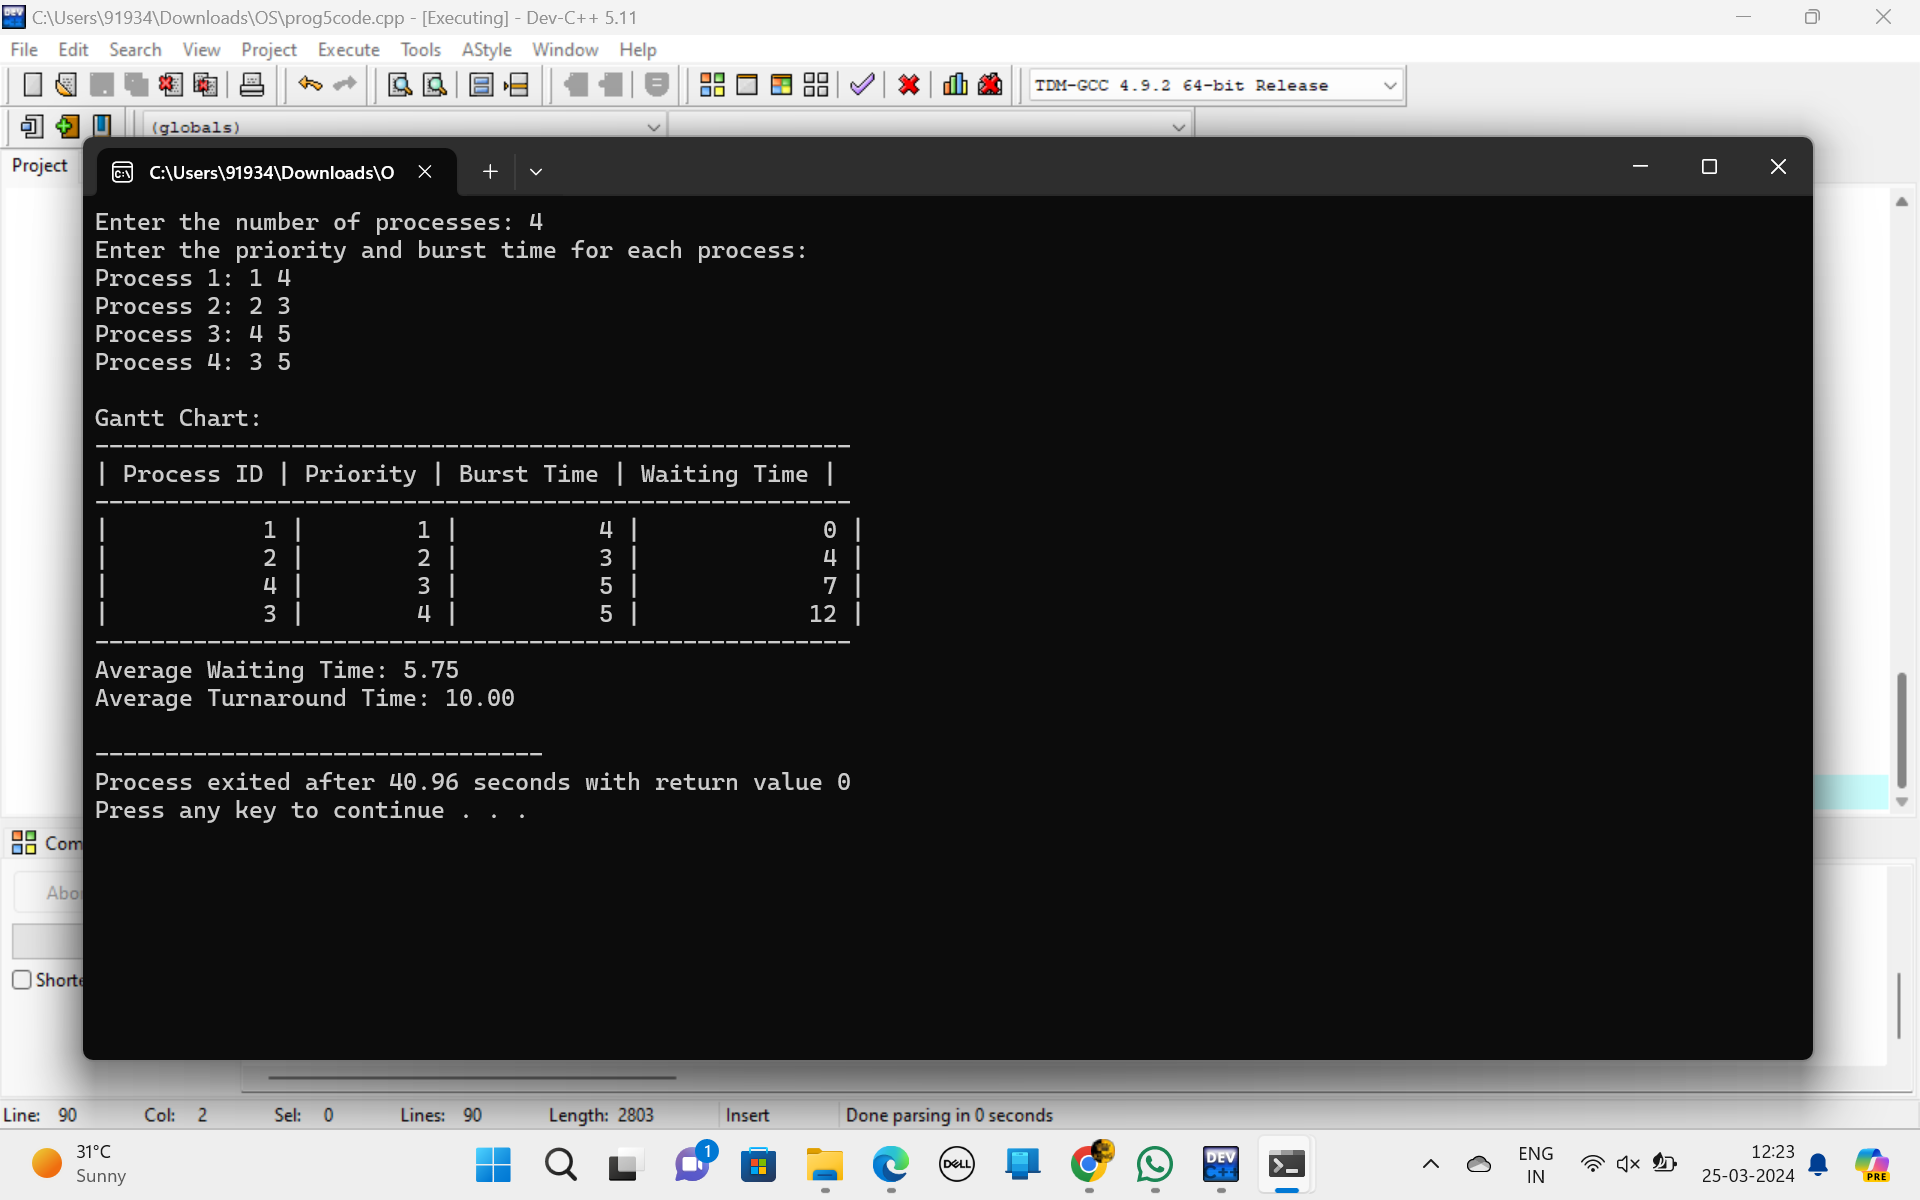 C:\Users\91934\Downloads\OS\prog5code.cpp - [Executing] - Dev-C++ 5.11
File Edit Search View Project Execute Tools AStyle Window Help
TDM-GCC 4.9.2 64-bit Release
(globals)
Project
C:\Users\91934\Downloads\O
Enter the number of processes: 4
Enter the priority and burst time for each process:
Process 1: 1 4
Process 2: 2 3
Process 3: 4 5
Process 4: 3 5
Gantt Chart:
------------------------------------------------------
| Process ID | Priority | Burst Time | Waiting Time |
------------------------------------------------------
| 1 | 1 | 4 | 0 |
| 2 | 2 | 3 | 4 |
| 4 | 3 | 5 | 7 |
| 3 | 4 | 5 | 12 |
------------------------------------------------------
Average Waiting Time: 5.75
Average Turnaround Time: 10.00
--------------------------------
Process exited after 40.96 seconds with return value 0
Press any key to continue . . .
Com
Abo
Shorte
Line: 90 Col: 2 Sel: 0 Lines: 90 Length: 2803 Insert Done parsing in 0 seconds
31°C
Sunny
1
DELL
DEV
C++
ENG
IN
12:23
25-03-2024
PRE